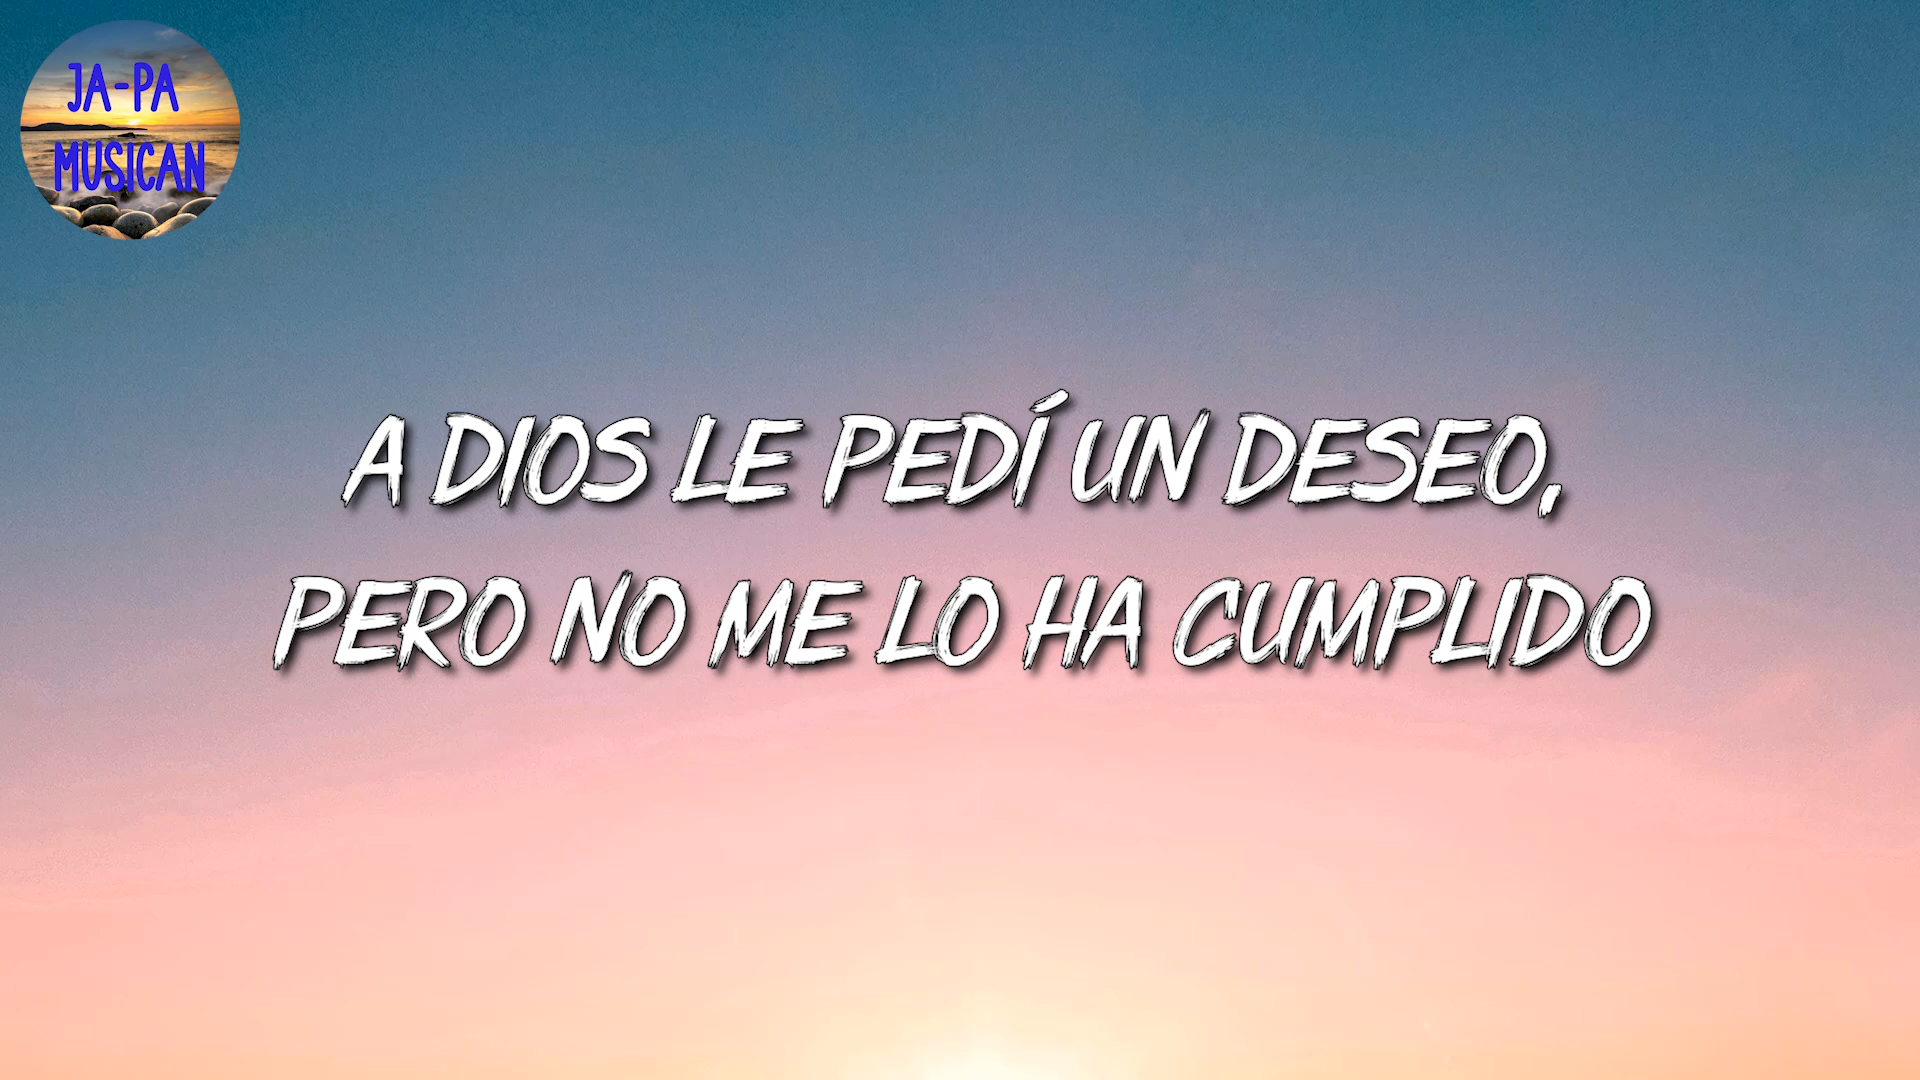 JA-PA
MUSICAN
A DIOS LE PEDÍ UN DESEO,
PERO NO ME LO HA CUMPLIDO